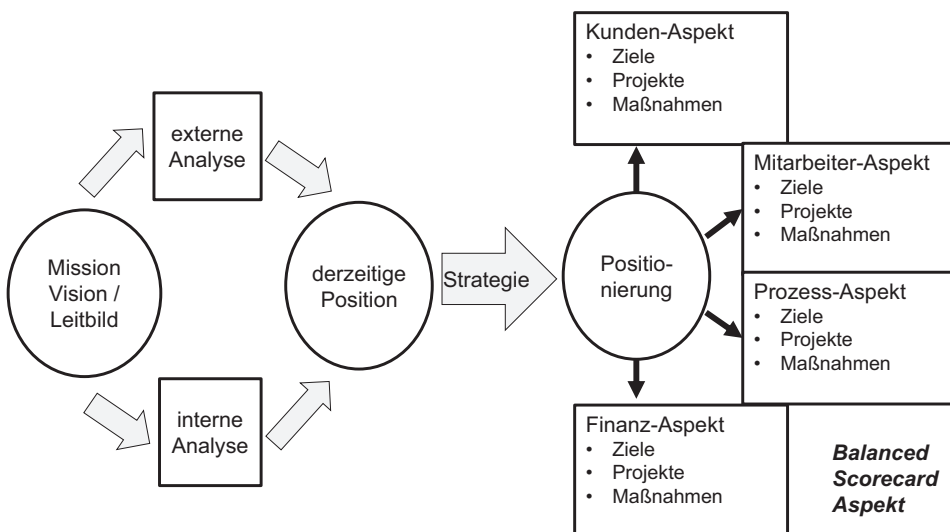 Mission
Vision /
Leitbild
externe
Analyse
interne
Analyse
derzeitige
Position
Strategie
Positio-
nierung
Kunden-Aspekt
• Ziele
• Projekte
• Maßnahmen
Mitarbeiter-Aspekt
• Ziele
• Projekte
• Maßnahmen
Prozess-Aspekt
• Ziele
• Projekte
• Maßnahmen
Finanz-Aspekt
• Ziele
• Projekte
• Maßnahmen
Balanced
Scorecard
Aspekt